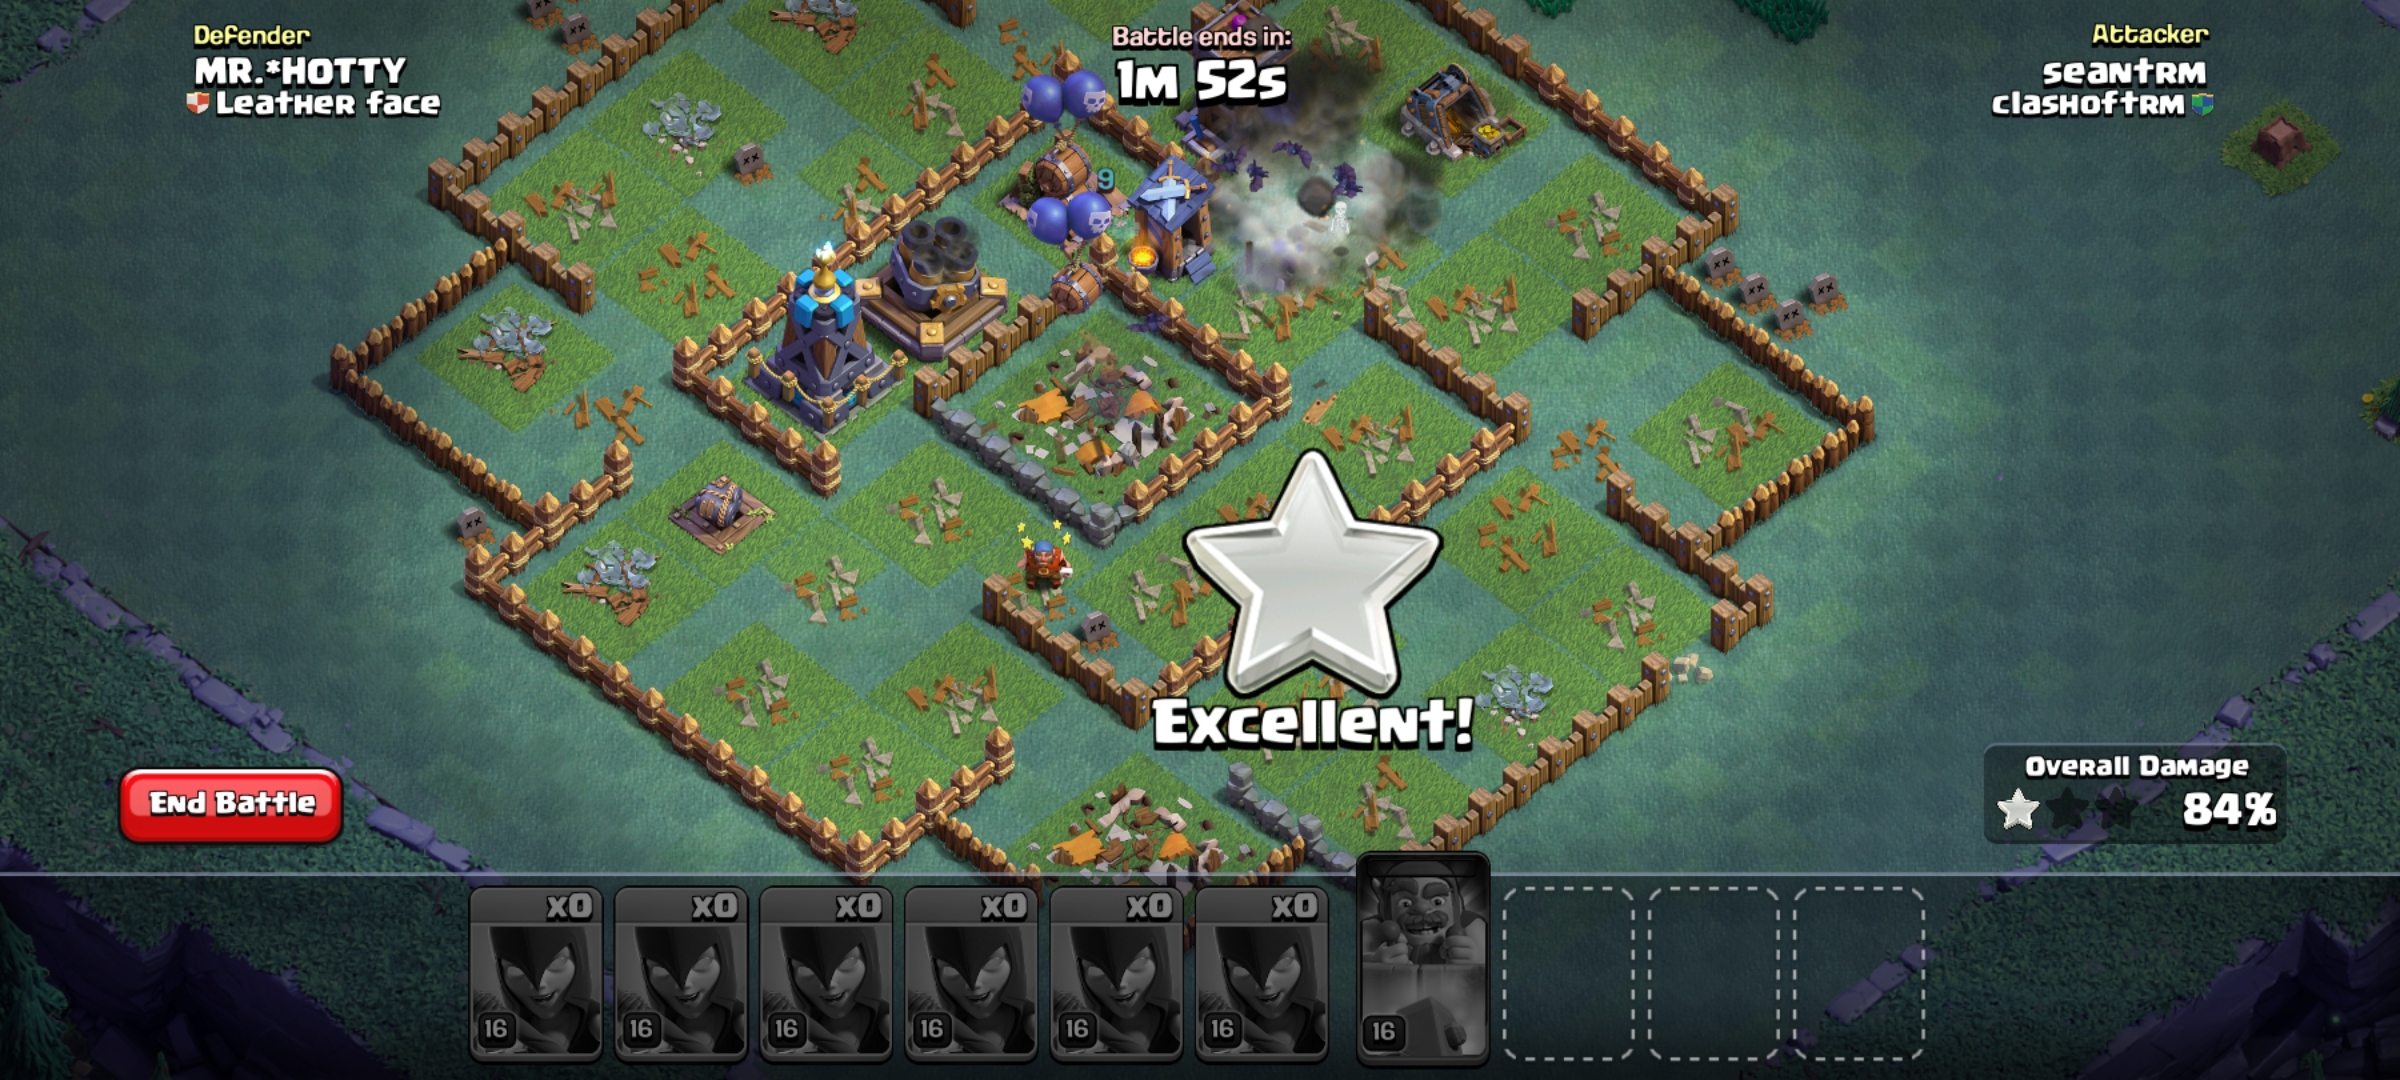 Defender
MR.*HOTTY
Leather face
Battle ends in:
1M 52s
Attacker
seantRM
clashoftRM
9
Excellent!
End Battle
Overall Damage
84%
x0 x0 x0 x0 x0 x0
16 16 16 16 16 16 16